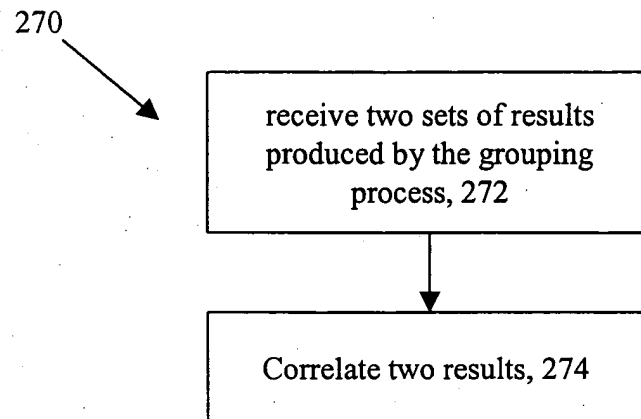 270
receive two sets of results
produced by the grouping
process, 272
Correlate two results, 274